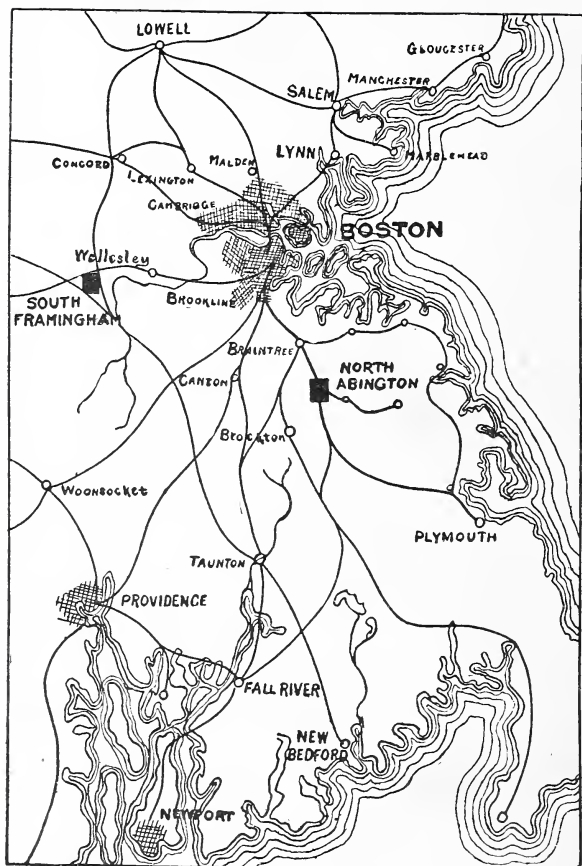 LOWELL
GLOUCESTER
MANCHESTER
SALEM
LYNN
MARBLEHEAD
CONCORD
LEXINGTON
MALDEN
CAMBRIDGE
BOSTON
Wellesley
SOUTH
FRAMINGHAM
BROOKLINE
BRAINTREE
NORTH
ABINGTON
CANTON
BROCKTON
WOONSOCKET
PLYMOUTH
TAUNTON
PROVIDENCE
FALL RIVER
NEW
BEDFORD
NEWPORT